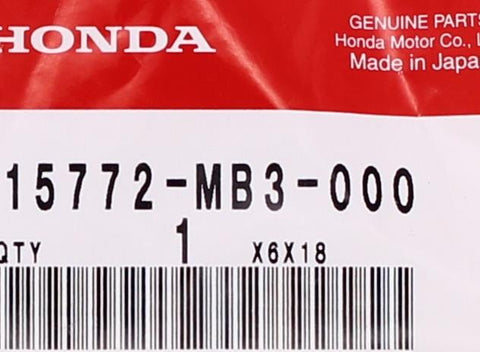 HONDA
GENUINE PARTS
Honda Motor Co., L
Made in Japa
15772-MB3-000
QTY 1 X6X18